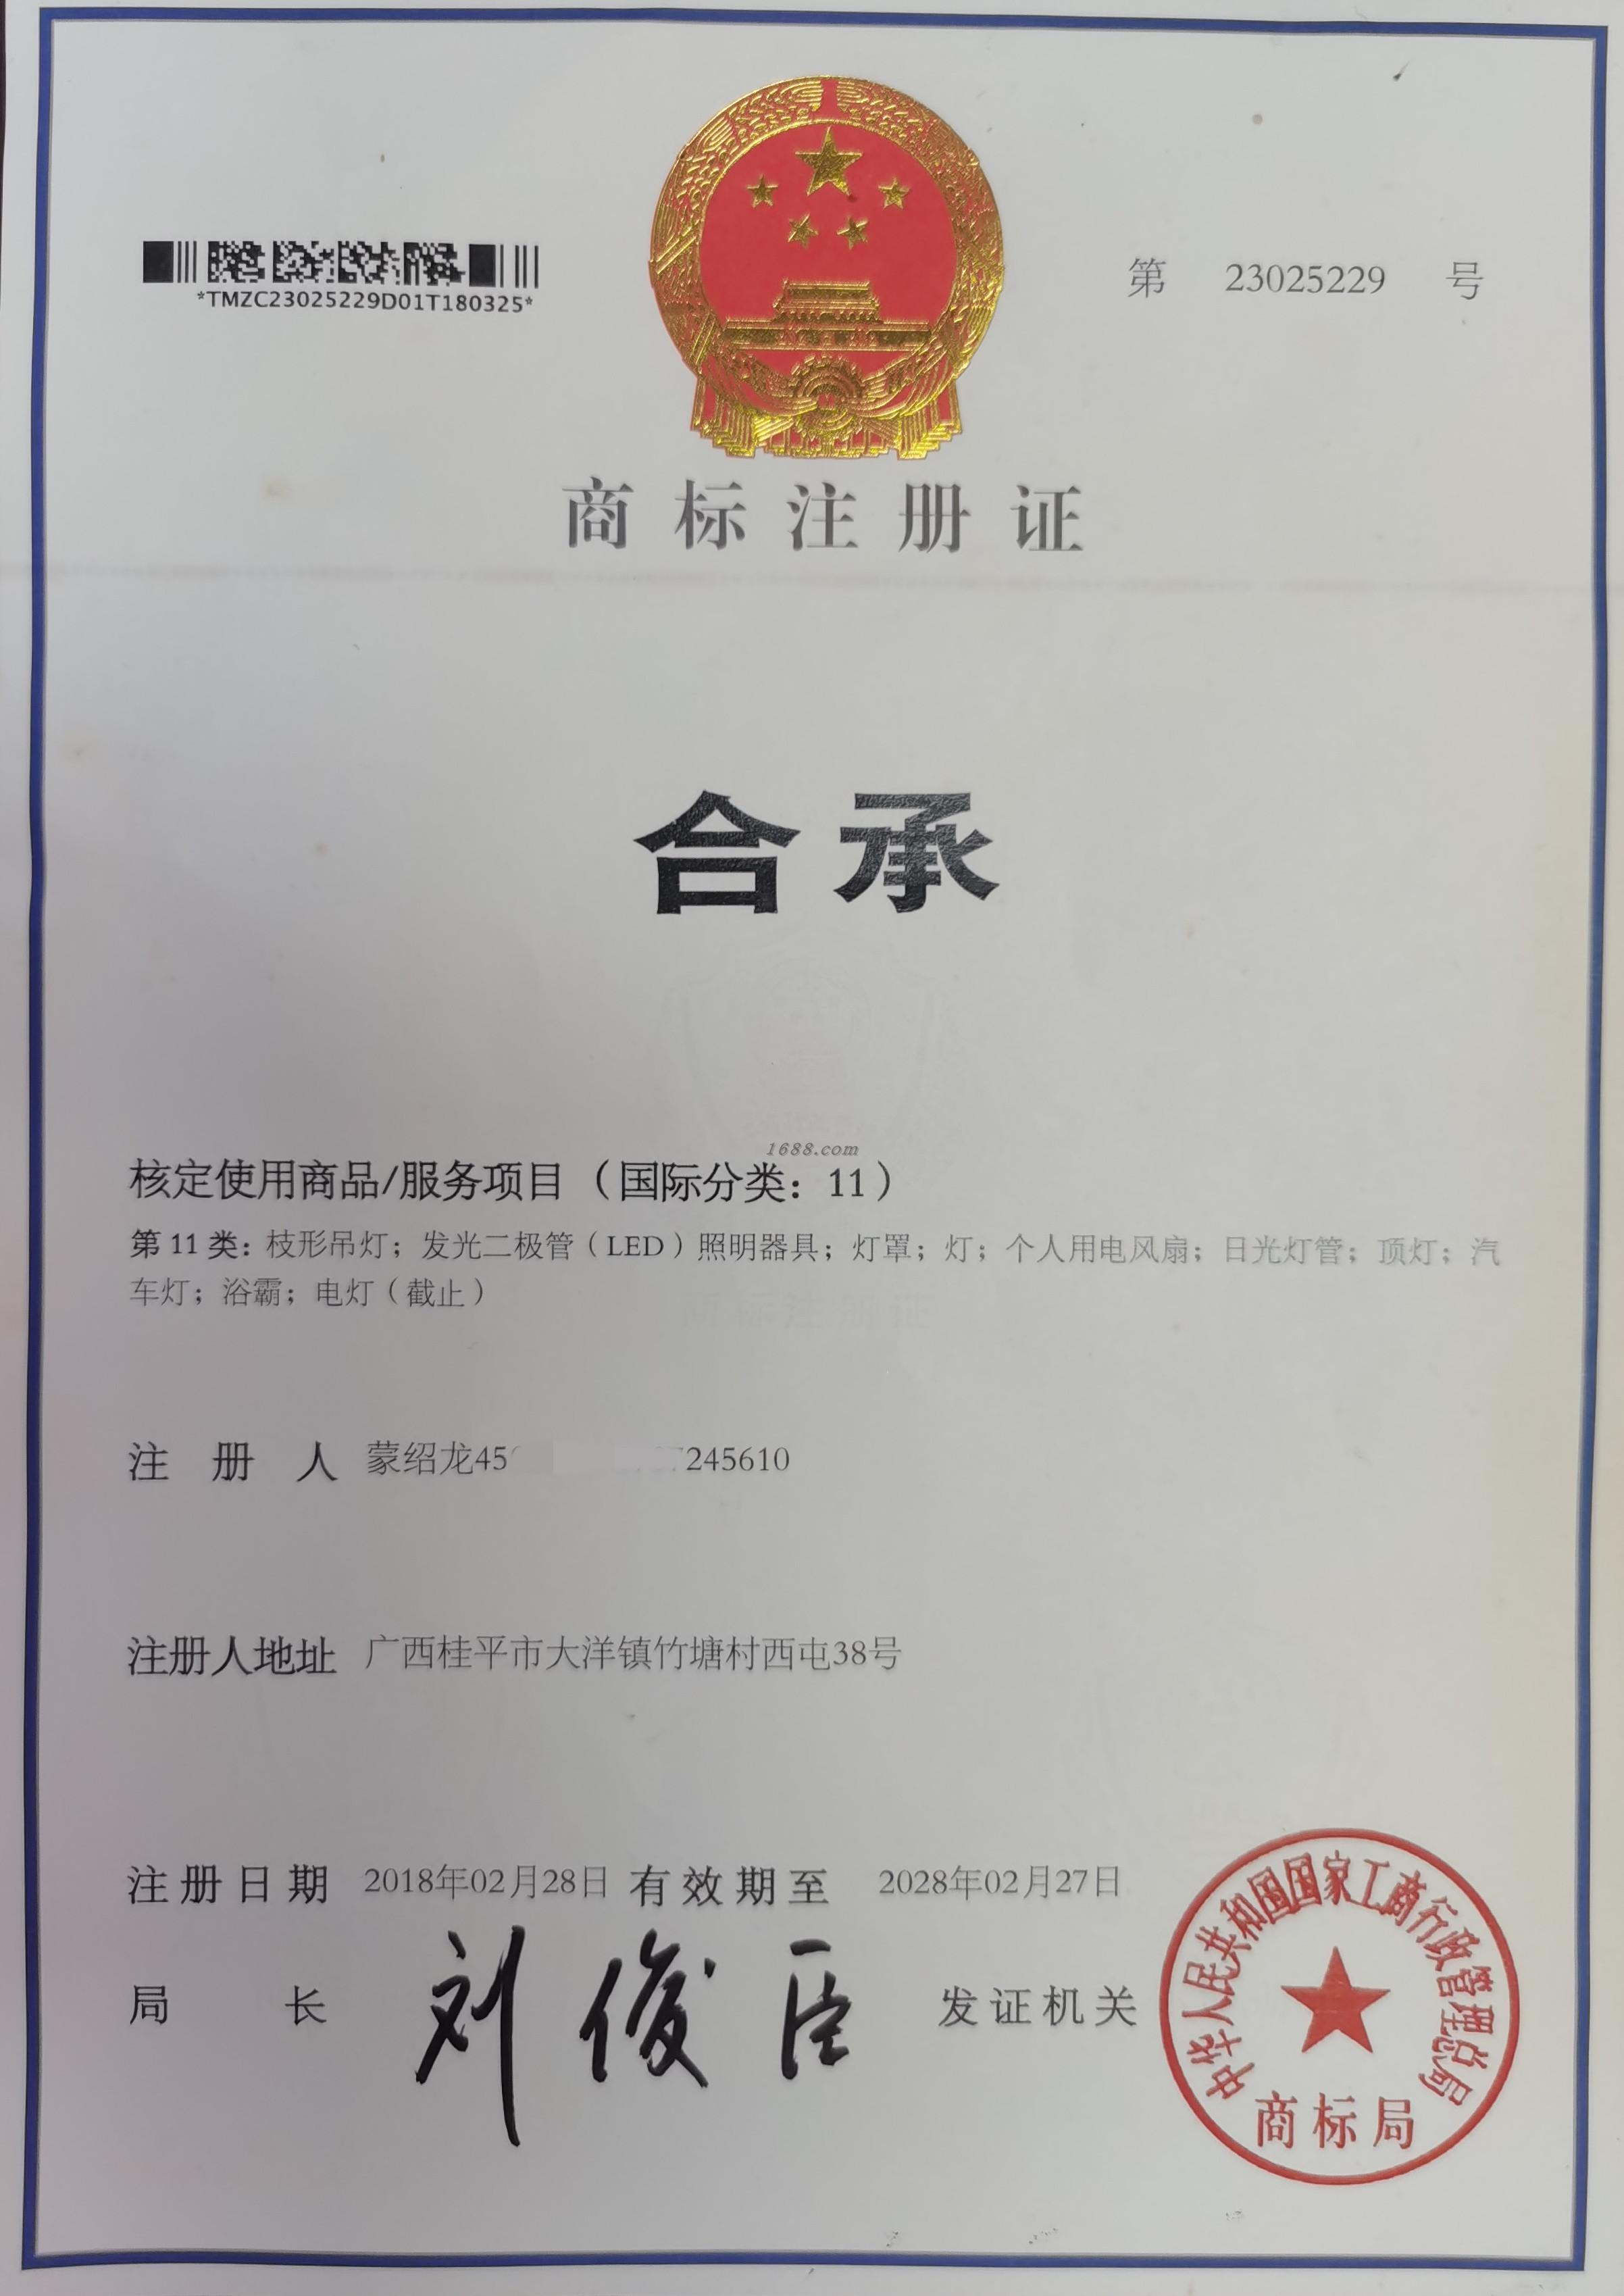 第 23025229 号
*TMZC23025229D01T180325*
商标注册证
合承
1688.com
核定使用商品/服务项目（国际分类：11）
第 11 类：枝形吊灯；发光二极管（LED）照明器具；灯罩；灯；个人用电风扇；日光灯管；顶灯；汽
车灯；浴霸；电灯（截止）
注册人 蒙绍龙45 245610
注册人地址 广西桂平市大洋镇竹塘村西屯38号
注册日期 2018年02月28日 有效期至 2028年02月27日
局长 刘俊臣 发证机关
中华人民共和国国家工商行政管理总局
商标局